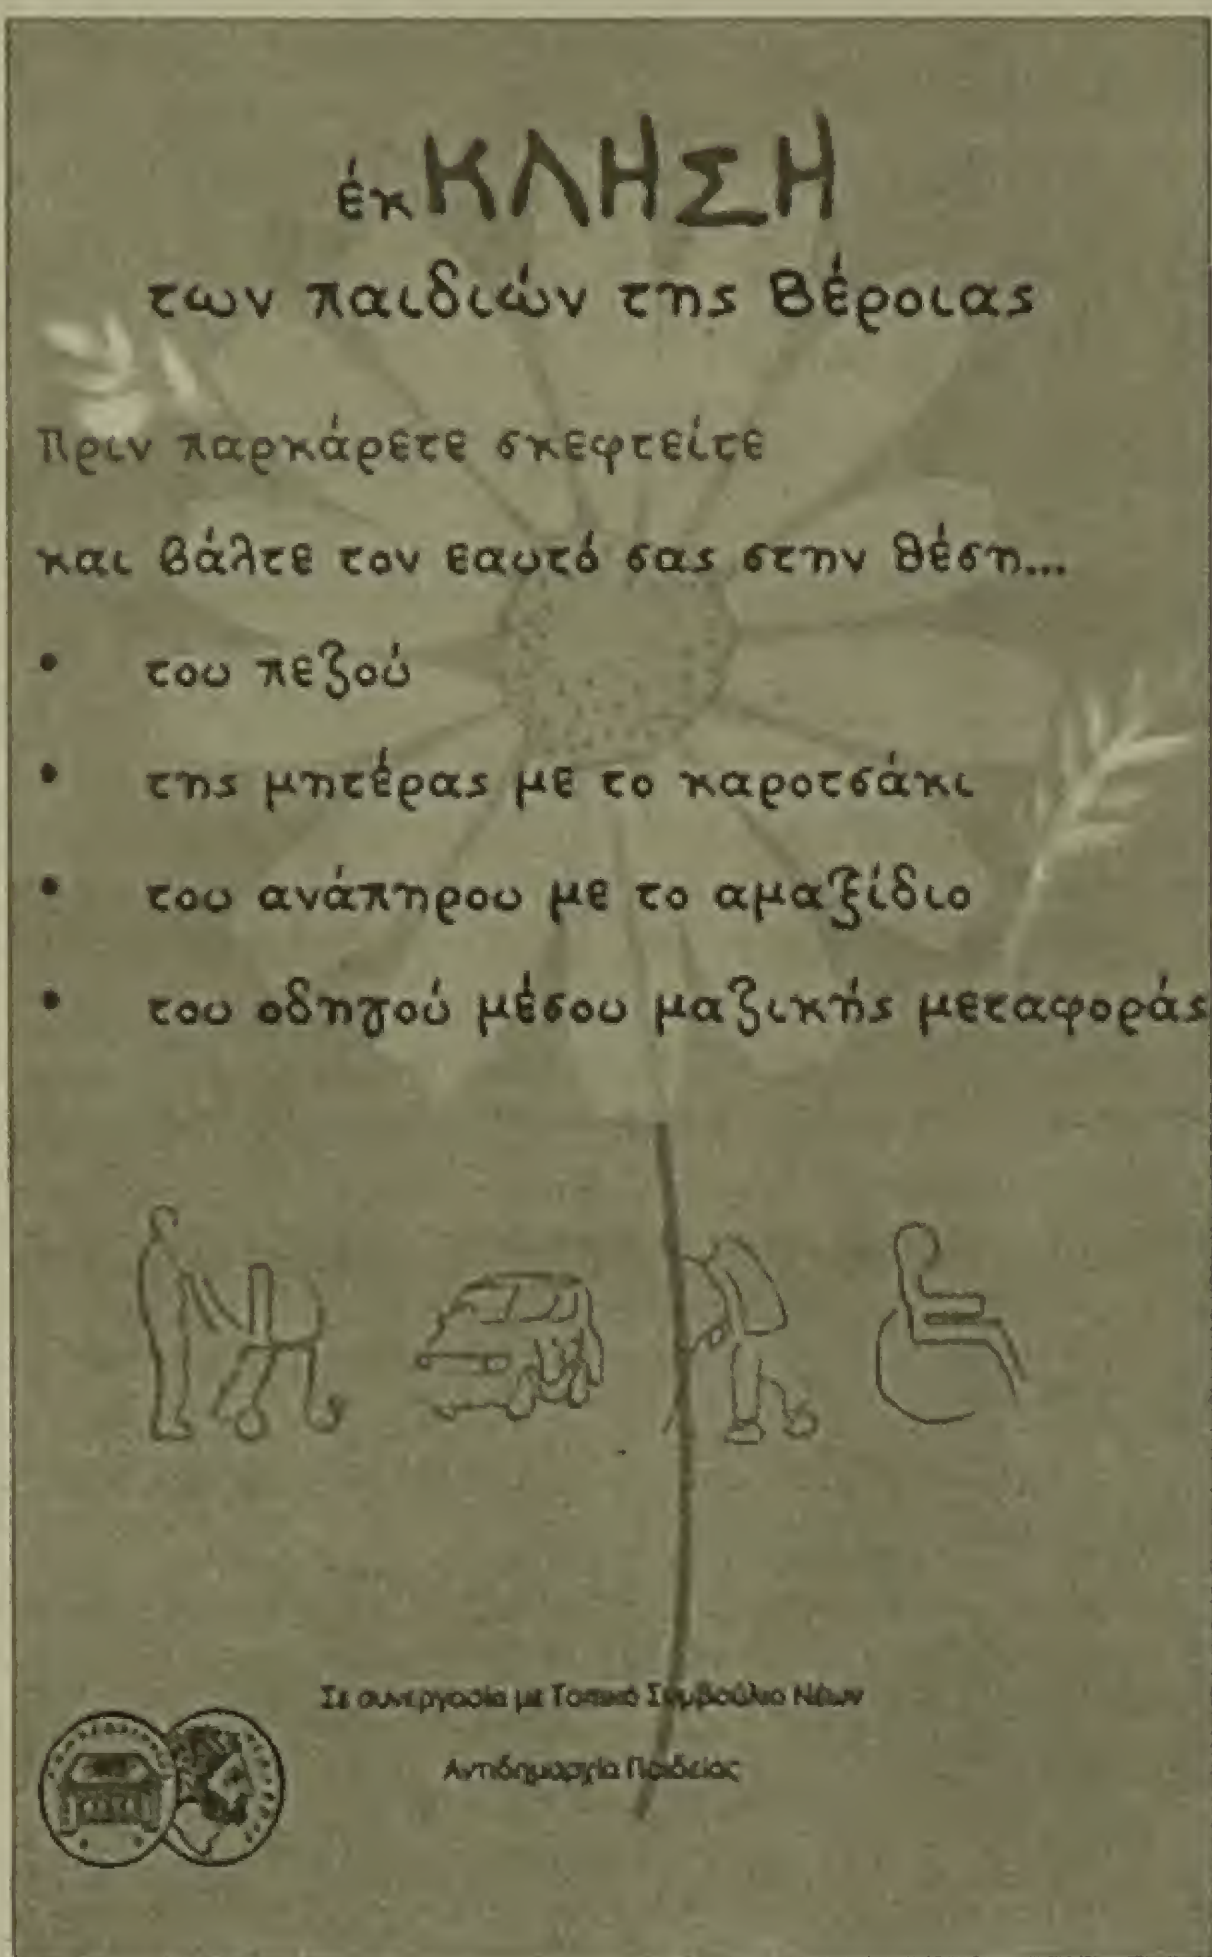 έκΚΛΗΣΗ
των παιδιών της Βέροιας
Πριν παρκάρετε σκεφτείτε
και βάλτε τον εαυτό σας στην θέση...
• του πεζού
• της μητέρας με το καροτσάκι
• του ανάπηρου με το αμαξίδιο
• του οδηγού μέσου μαζικής μεταφοράς
Σε συνεργασία με Τοπικό Συμβούλιο Νέων
Αντιδημαρχία Παιδείας